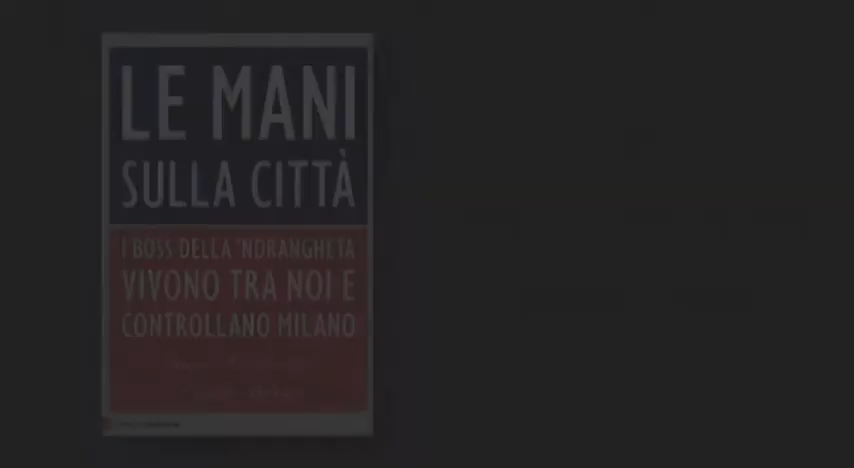 LE MANI
SULLA CITTÀ
I BOSS DELLA 'NDRANGHETA
VIVONO TRA NOI E
CONTROLLANO MILANO